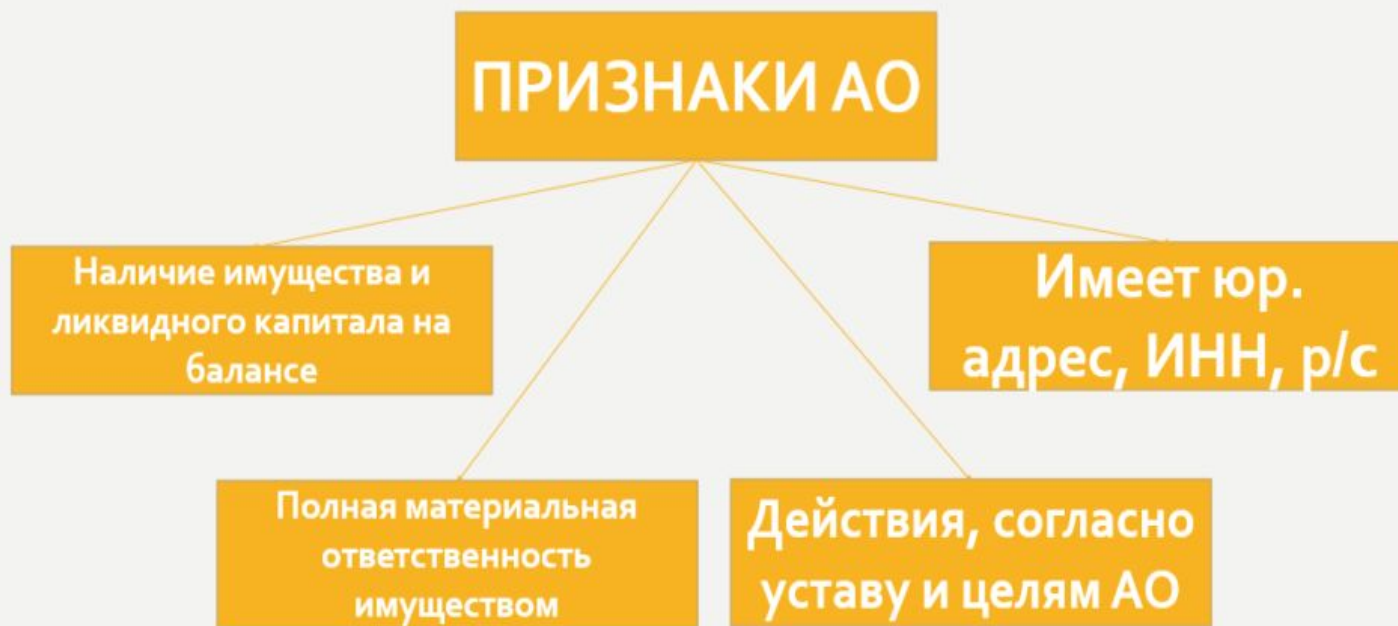 ПРИЗНАКИ АО
Наличие имущества и
ликвидного капитала на
балансе
Имеет юр.
адрес, ИНН, р/с
Полная материальная
ответственность
имуществом
Действия, согласно
уставу и целям АО